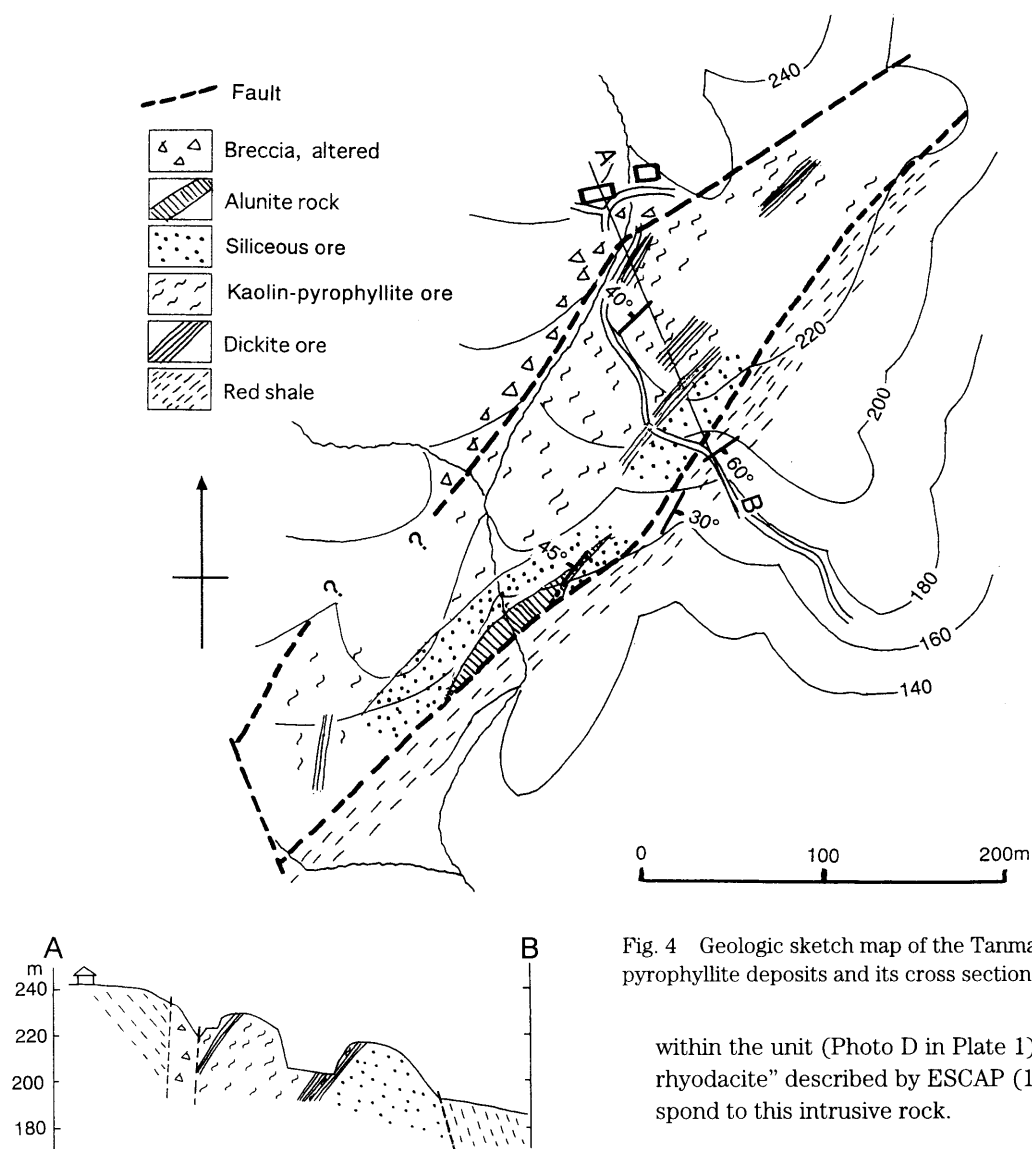 Fault
Breccia, altered
Alunite rock
Siliceous ore
Kaolin-pyrophyllite ore
Dickite ore
Red shale
240
A
40°
220
200
60°
B
30°
?
45°
?
180
160
140
0 100 200m
A B
m
240
220
200
180
Fig. 4 Geologic sketch map of the Tanma
pyrophyllite deposits and its cross section
within the unit (Photo D in Plate 1)
rhyodacite” described by ESCAP (1
spond to this intrusive rock.